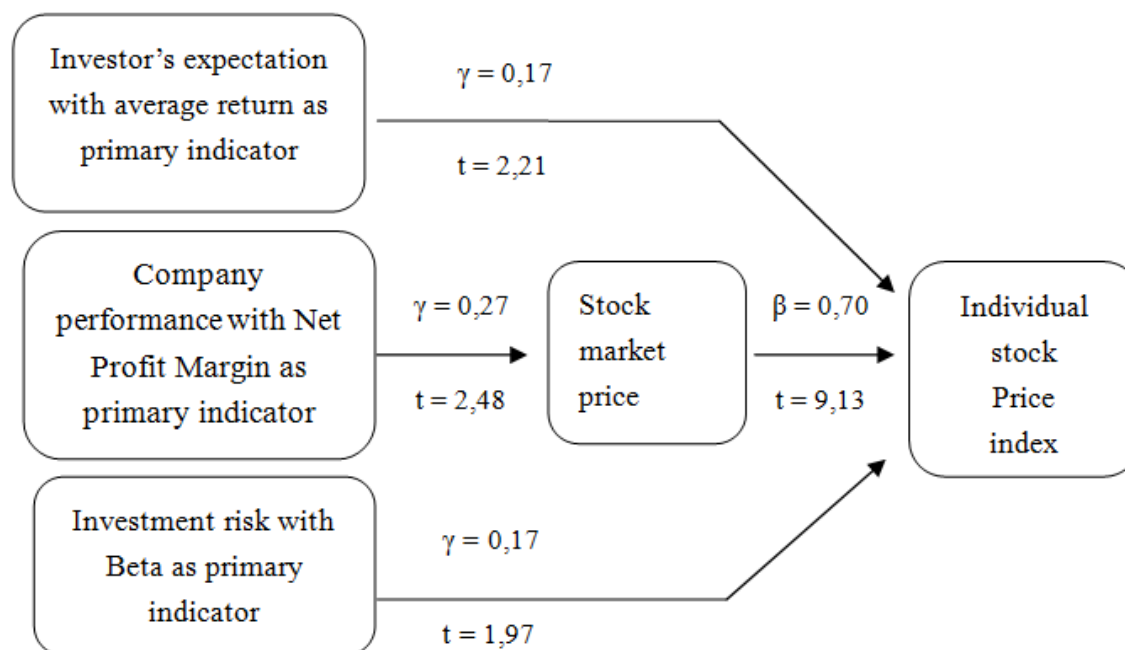 Investor’s expectation
with average return as
primary indicator
γ = 0,17
t = 2,21
Company
performance with Net
Profit Margin as
primary indicator
γ = 0,27
t = 2,48
Stock
market
price
β = 0,70
t = 9,13
Individual
stock
Price
index
Investment risk with
Beta as primary
indicator
γ = 0,17
t = 1,97